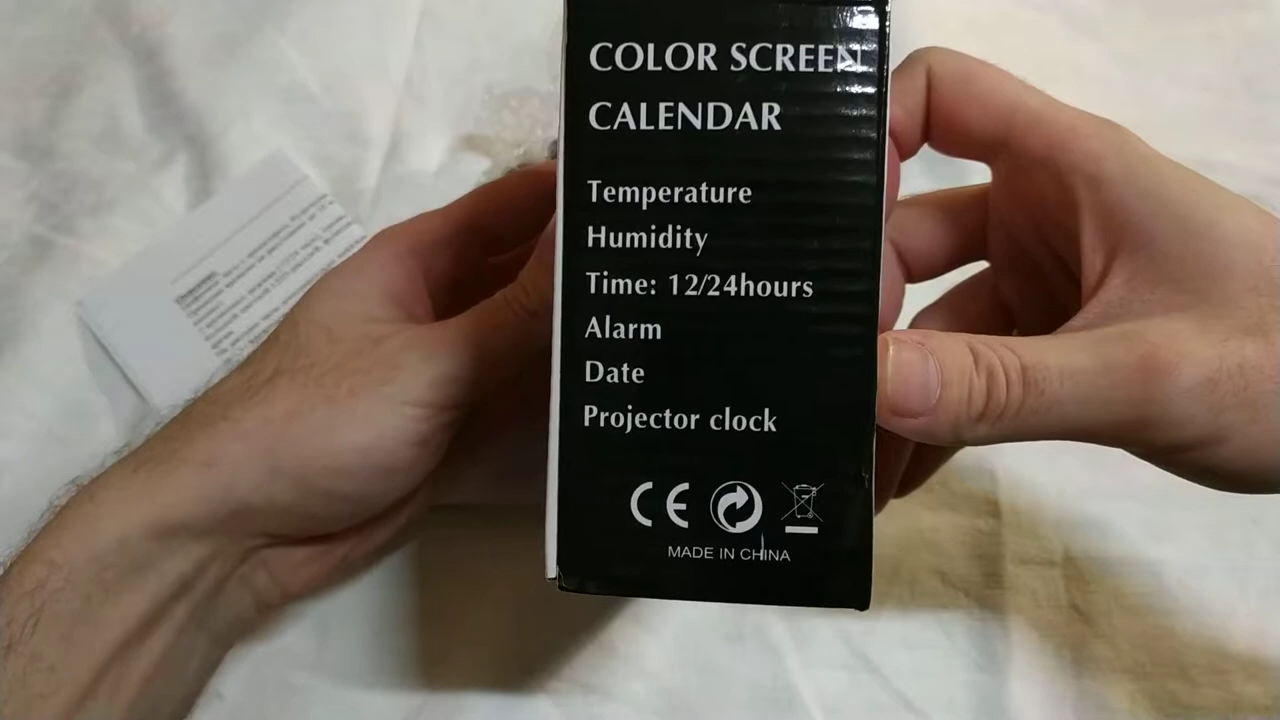 COLOR SCREEN
CALENDAR
Temperature
Humidity
Time: 12/24hours
Alarm
Date
Projector clock
CE
MADE IN CHINA